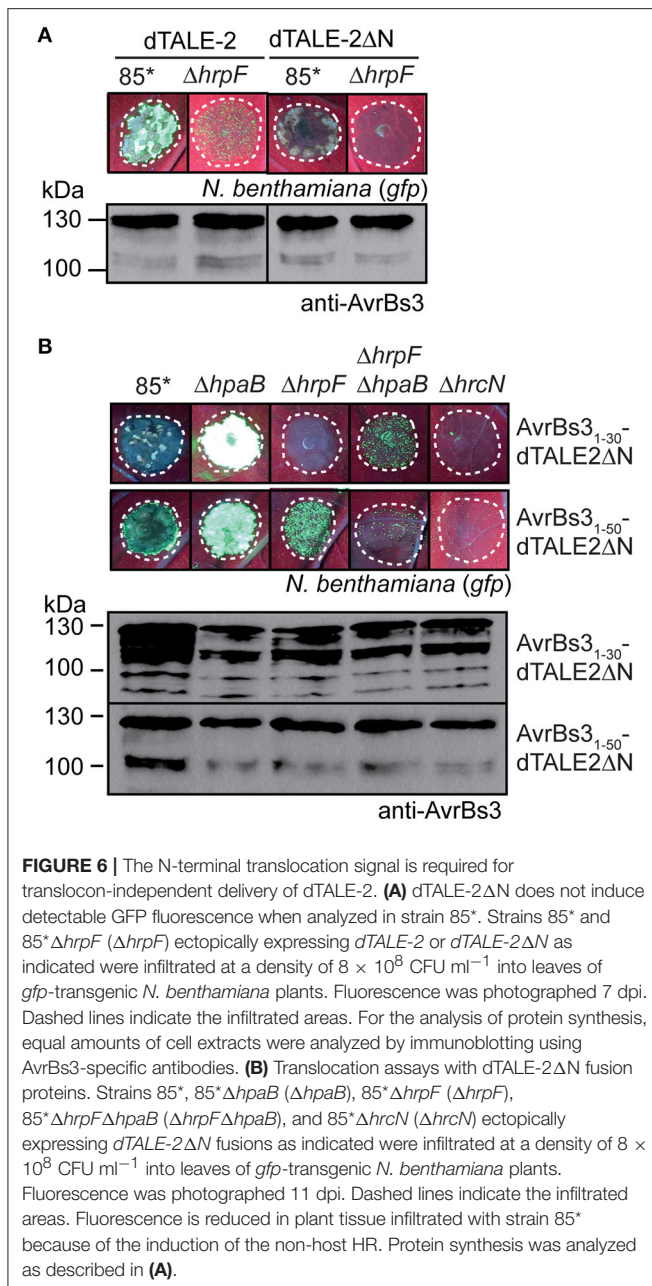 A
dTALE-2 dTALE-2ΔN
85* ΔhrpF 85* ΔhrpF
N. benthamiana (gfp)
kDa
130
100
anti-AvrBs3
B
ΔhrpF
85* ΔhpaB ΔhrpF ΔhpaB ΔhrcN
AvrBs3₁₋₃₀-
dTALE2ΔN
AvrBs3₁₋₅₀-
dTALE2ΔN
N. benthamiana (gfp)
kDa
130
100
AvrBs3₁₋₃₀-
dTALE2ΔN
130
100
AvrBs3₁₋₅₀-
dTALE2ΔN
anti-AvrBs3
FIGURE 6 | The N-terminal translocation signal is required for
translocon-independent delivery of dTALE-2. (A) dTALE-2ΔN does not induce
detectable GFP fluorescence when analyzed in strain 85*. Strains 85* and
85*ΔhrpF (ΔhrpF) ectopically expressing dTALE-2 or dTALE-2ΔN as
indicated were infiltrated at a density of 8 × 10⁸ CFU ml⁻¹ into leaves of
gfp-transgenic N. benthamiana plants. Fluorescence was photographed 7 dpi.
Dashed lines indicate the infiltrated areas. For the analysis of protein synthesis,
equal amounts of cell extracts were analyzed by immunoblotting using
AvrBs3-specific antibodies. (B) Translocation assays with dTALE-2ΔN fusion
proteins. Strains 85*, 85*ΔhpaB (ΔhpaB), 85*ΔhrpF (ΔhrpF),
85*ΔhrpFΔhpaB (ΔhrpFΔhpaB), and 85*ΔhrcN (ΔhrcN) ectopically
expressing dTALE-2ΔN fusions as indicated were infiltrated at a density of 8 ×
10⁸ CFU ml⁻¹ into leaves of gfp-transgenic N. benthamiana plants.
Fluorescence was photographed 11 dpi. Dashed lines indicate the infiltrated
areas. Fluorescence is reduced in plant tissue infiltrated with strain 85*
because of the induction of the non-host HR. Protein synthesis was analyzed
as described in (A).